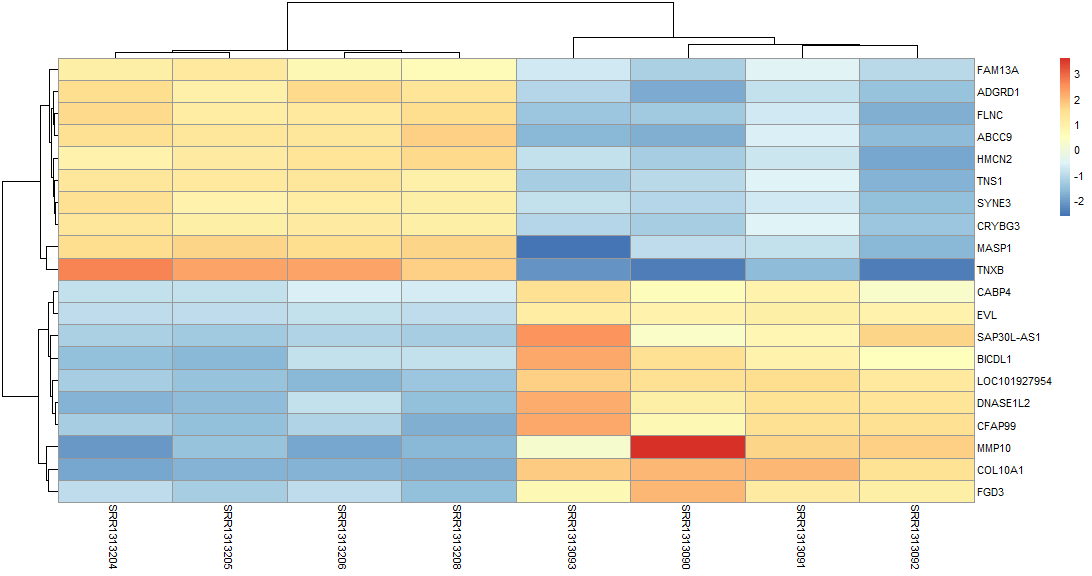 FAM13A
ADGRD1
FLNC
ABCC9
HMCN2
TNS1
SYNE3
CRYBG3
MASP1
TNXB
CABP4
EVL
SAP30L-AS1
BICDL1
LOC101927954
DNASE1L2
CFAP99
MMP10
COL10A1
FGD3
3
2
1
0
-1
-2
SRR1313204
SRR1313205
SRR1313206
SRR1313208
SRR1313093
SRR1313090
SRR1313091
SRR1313092